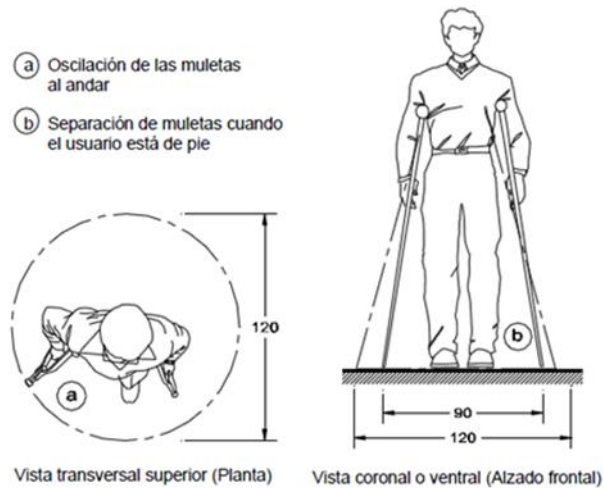 a Oscilación de las muletas
al andar
b Separación de muletas cuando
el usuario está de pie
120
a
b
90
120
Vista transversal superior (Planta)
Vista coronal o ventral (Alzado frontal)